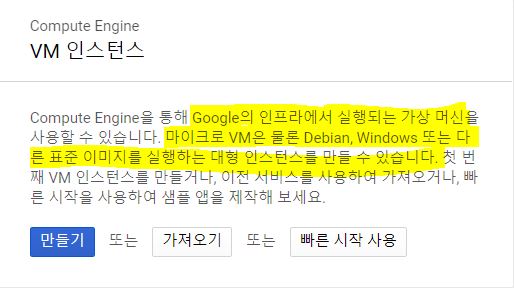 Compute Engine
VM 인스턴스
Compute Engine을 통해 Google의 인프라에서 실행되는 가상 머신을
사용할 수 있습니다. 마이크로 VM은 물론 Debian, Windows 또는 다
른 표준 이미지를 실행하는 대형 인스턴스를 만들 수 있습니다. 첫 번
째 VM 인스턴스를 만들거나, 이전 서비스를 사용하여 가져오거나, 빠
른 시작을 사용하여 샘플 앱을 제작해 보세요.
만들기 또는 가져오기 또는 빠른 시작 사용